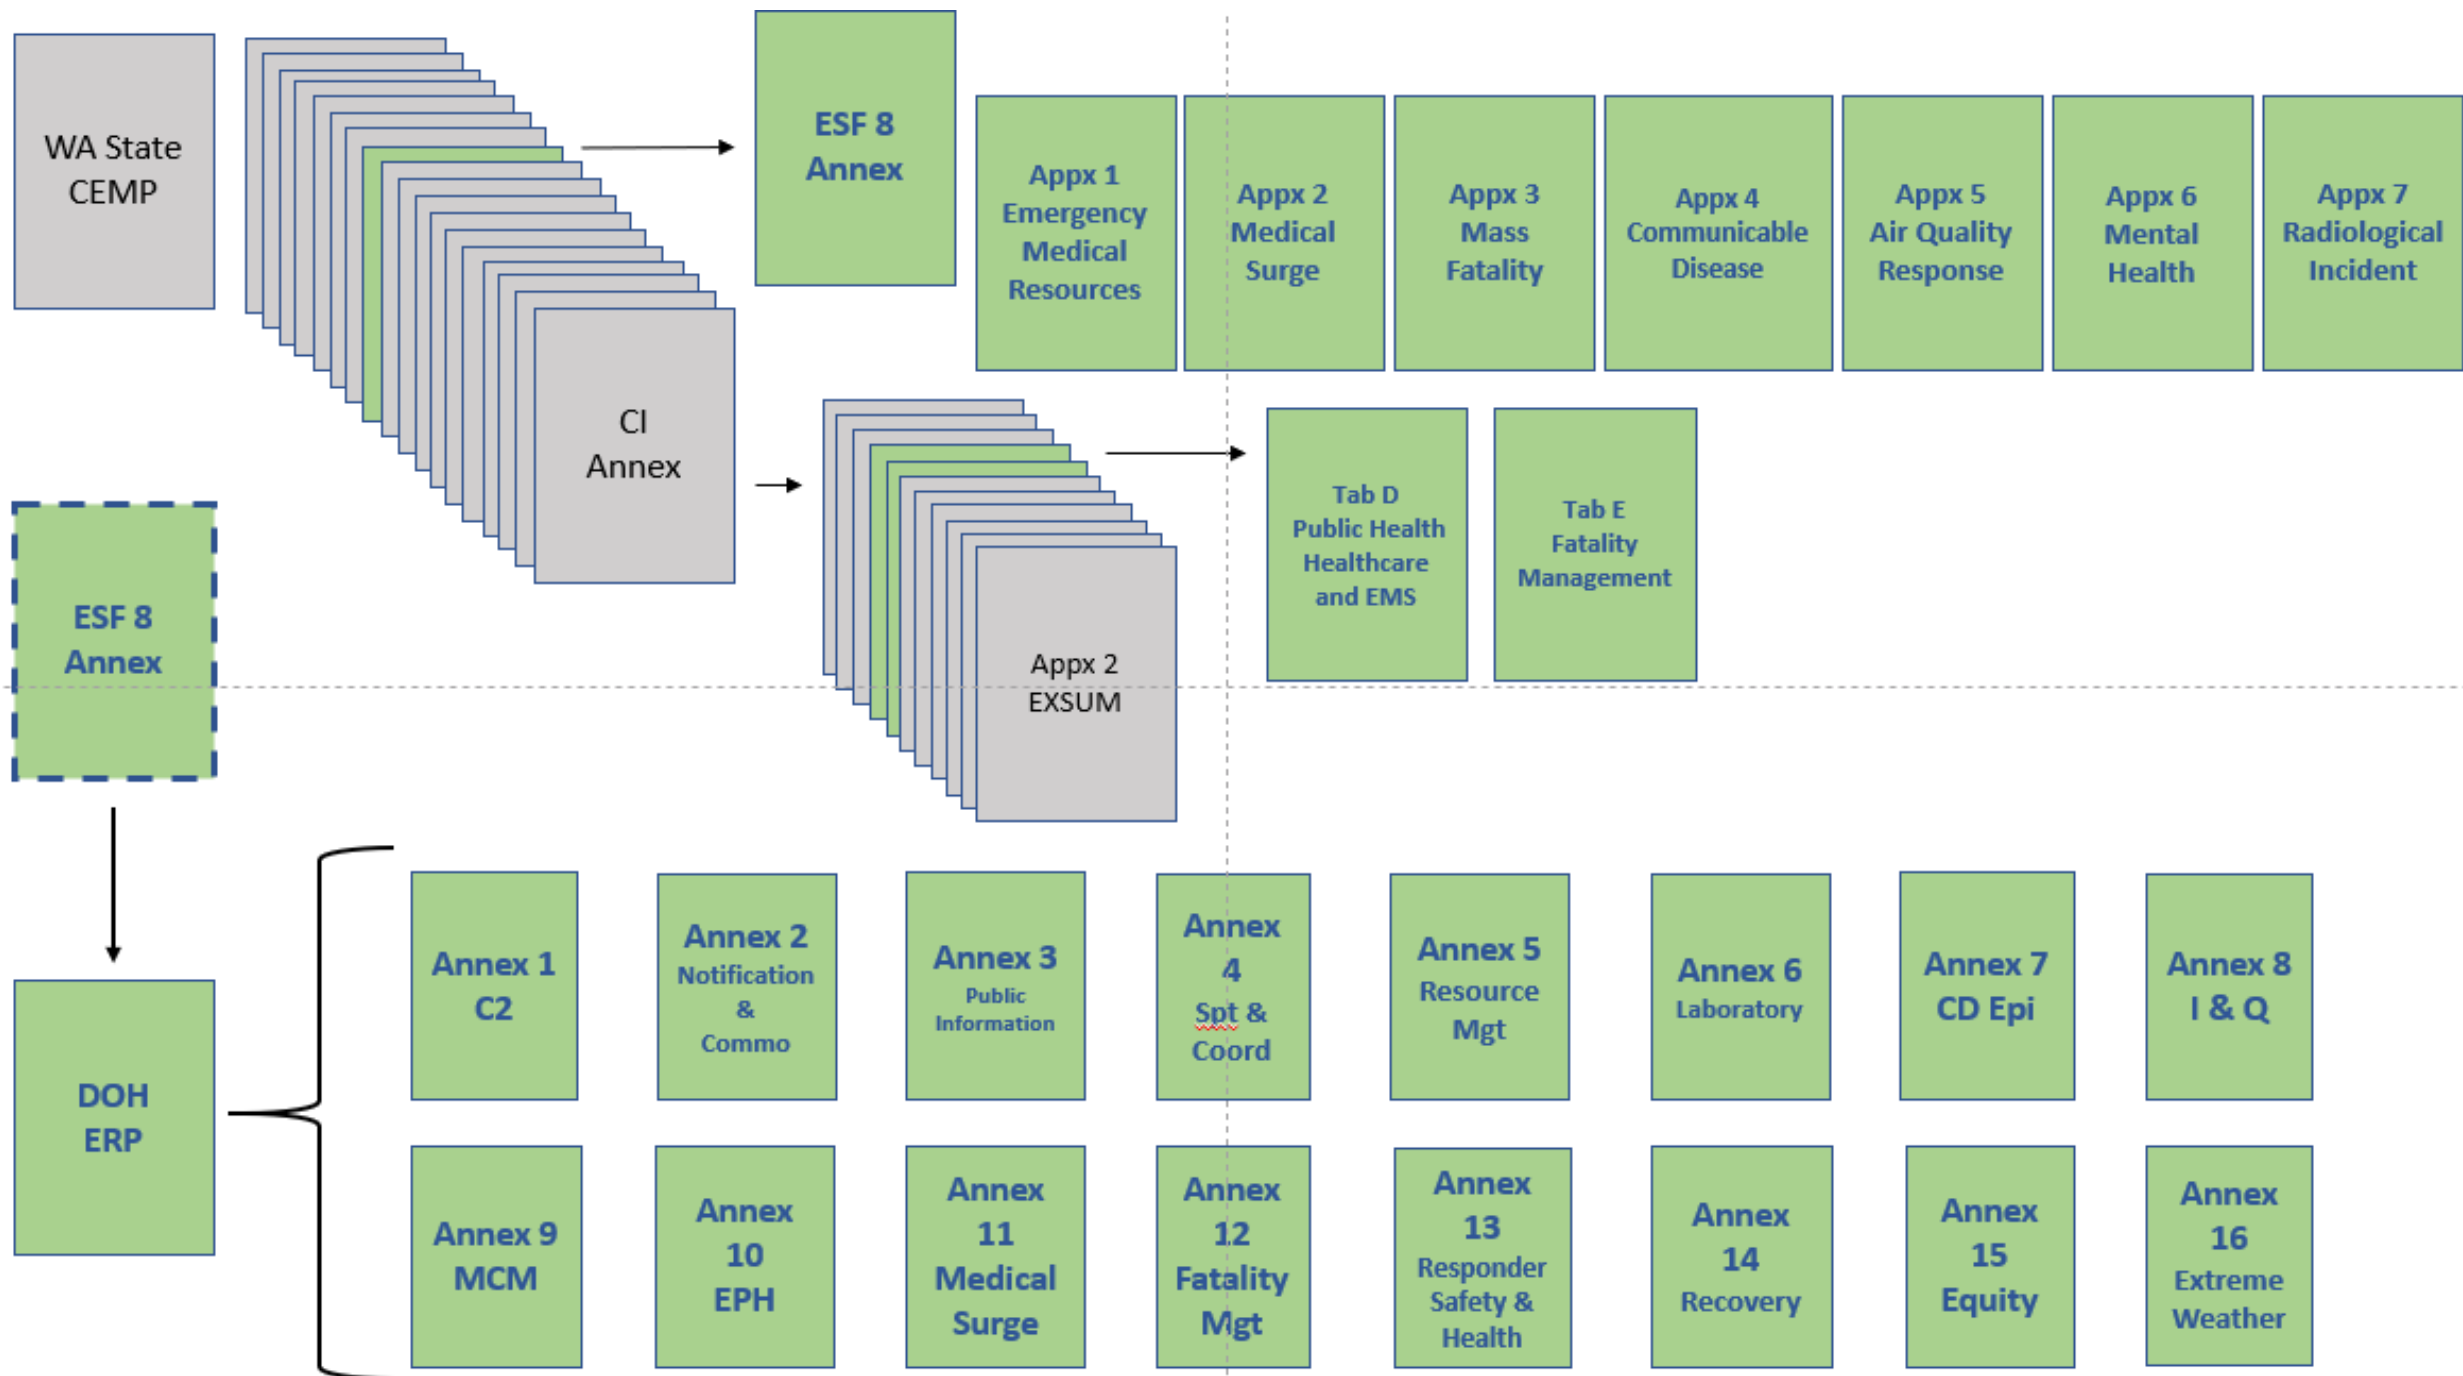 WA State
CEMP
ESF 8
Annex
Appx 1
Emergency
Medical
Resources
Appx 2
Medical
Surge
Appx 3
Mass
Fatality
Appx 4
Communicable
Disease
Appx 5
Air Quality
Response
Appx 6
Mental
Health
Appx 7
Radiological
Incident
CI
Annex
Appx 2
EXSUM
Tab D
Public Health
Healthcare
and EMS
Tab E
Fatality
Management
ESF 8
Annex
DOH
ERP
Annex 1
C2
Annex 2
Notification
&
Commo
Annex 3
Public
Information
Annex
4
Spt &
Coord
Annex 5
Resource
Mgt
Annex 6
Laboratory
Annex 7
CD Epi
Annex 8
I & Q
Annex 9
MCM
Annex
10
EPH
Annex
11
Medical
Surge
Annex
12
Fatality
Mgt
Annex
13
Responder
Safety &
Health
Annex
14
Recovery
Annex
15
Equity
Annex
16
Extreme
Weather